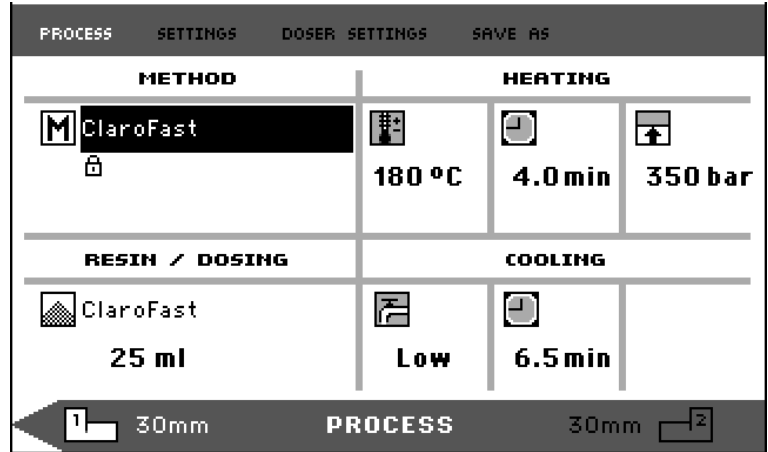 PROCESS SETTINGS DOSER SETTINGS SAVE AS
METHOD HEATING
M ClaroFast
180 ºC 4.0 min 350 bar
RESIN / DOSING COOLING
ClaroFast
25 ml Low 6.5 min
1 30mm PROCESS 30mm 2